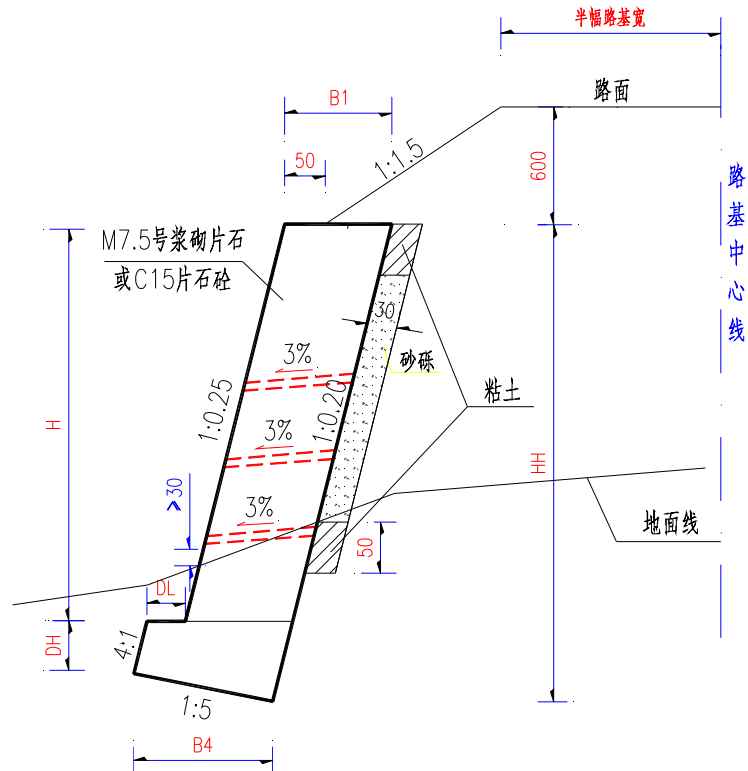 半幅路基宽
B1
路面
50
1:1.5
600
路基中心线
M7.5号浆砌片石
或C15片石砼
30
3%
砂砾
1:0.25
1:0.20
粘土
H
3%
HH
≥30
3%
地面线
50
DL
DH
4:1
1:5
B4